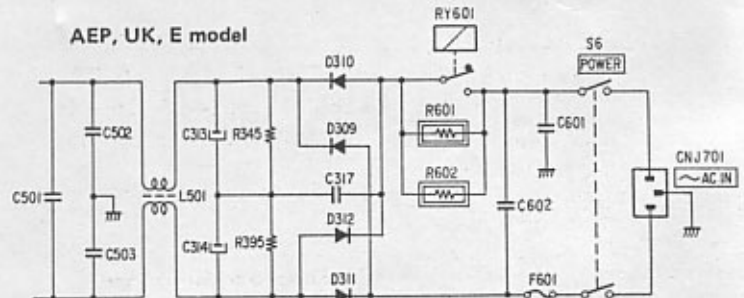 AEP, UK, E model
RY601
S6
POWER
D310
R601
C502
C313
R345
D309
C601
R602
CNJ701
~AC IN
C501
L501
C317
C602
D312
C503
C314
R395
D311
F601